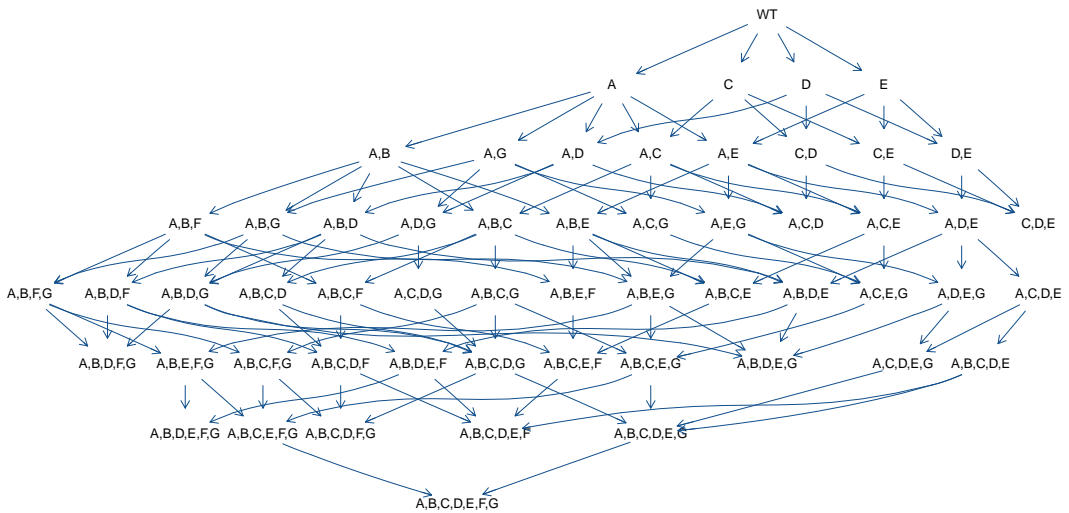 WT
A C D E
A,B A,G A,D A,C A,E C,D C,E D,E
A,B,F A,B,G A,B,D A,D,G A,B,C A,B,E A,C,G A,E,G A,C,D A,C,E A,D,E C,D,E
A,B,F,G A,B,D,F A,B,D,G A,B,C,D A,B,C,F A,C,D,G A,B,C,G A,B,E,F A,B,E,G A,B,C,E A,B,D,E A,C,E,G A,D,E,G A,C,D,E
A,B,D,F,G A,B,E,F,G A,B,C,F,G A,B,C,D,F A,B,D,E,F A,B,C,D,G A,B,C,E,F A,B,C,E,G A,B,D,E,G A,C,D,E,G A,B,C,D,E
A,B,D,E,F,G A,B,C,E,F,G A,B,C,D,F,G A,B,C,D,E,F A,B,C,D,E,G
A,B,C,D,E,F,G